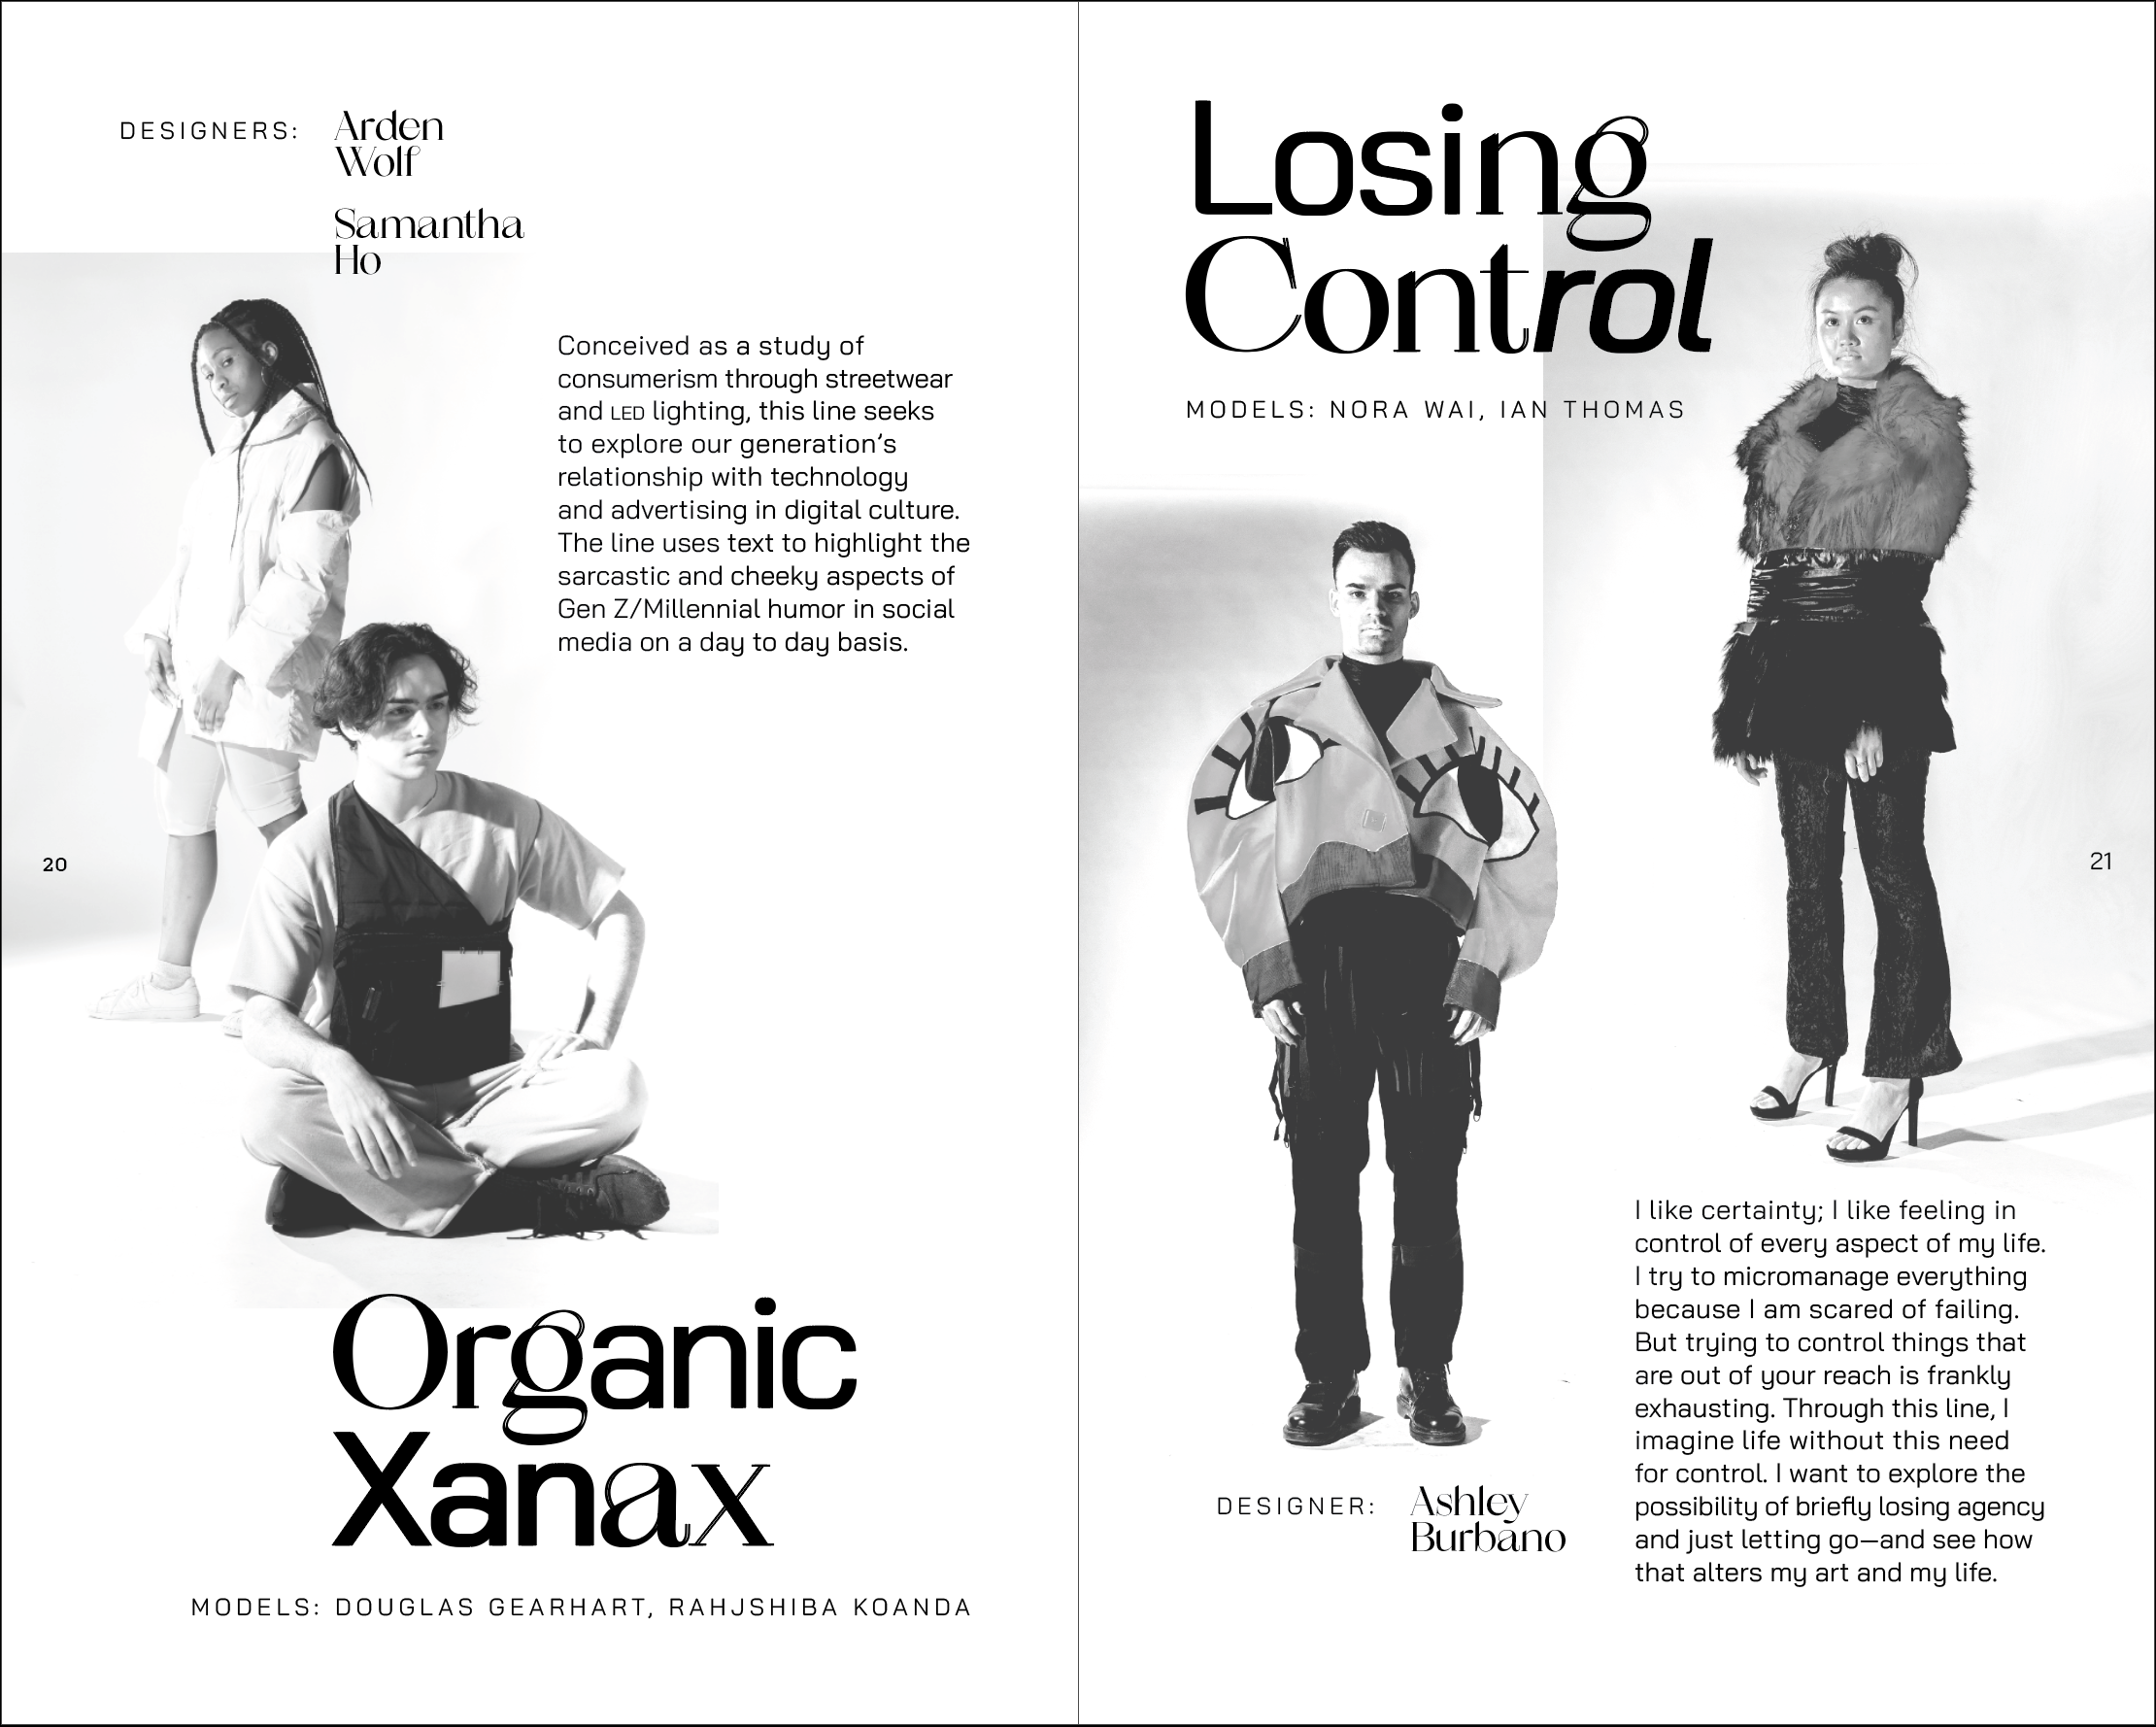 DESIGNERS: Arden
Wolf
Samantha
Ho
Conceived as a study of
consumerism through streetwear
and LED lighting, this line seeks
to explore our generation’s
relationship with technology
and advertising in digital culture.
The line uses text to highlight the
sarcastic and cheeky aspects of
Gen Z/Millennial humor in social
media on a day to day basis.
20
Organic
Xanax
MODELS: DOUGLAS GEARHART, RAHJSHIBA KOANDA
Losing
Control
MODELS: NORA WAI, IAN THOMAS
21
I like certainty; I like feeling in
control of every aspect of my life.
I try to micromanage everything
because I am scared of failing.
But trying to control things that
are out of your reach is frankly
exhausting. Through this line, I
imagine life without this need
for control. I want to explore the
possibility of briefly losing agency
and just letting go—and see how
that alters my art and my life.
DESIGNER: Ashley
Burbano